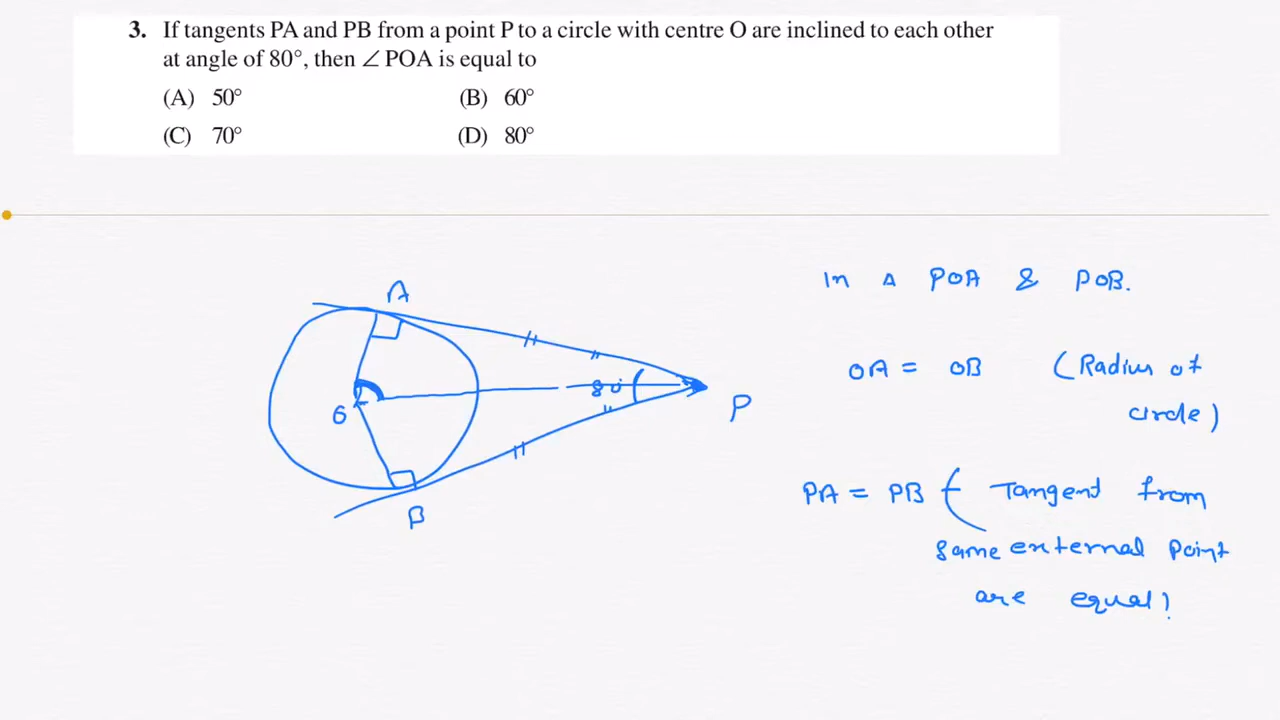 3. If tangents PA and PB from a point P to a circle with centre O are inclined to each other
at angle of 80°, then ∠ POA is equal to
(A) 50° (B) 60°
(C) 70° (D) 80°
In Δ POA & POB.
A
OA = OB (Radius of
circle)
80°
P
O
PA = PB ( Tangent from
B
same external point
are equal)